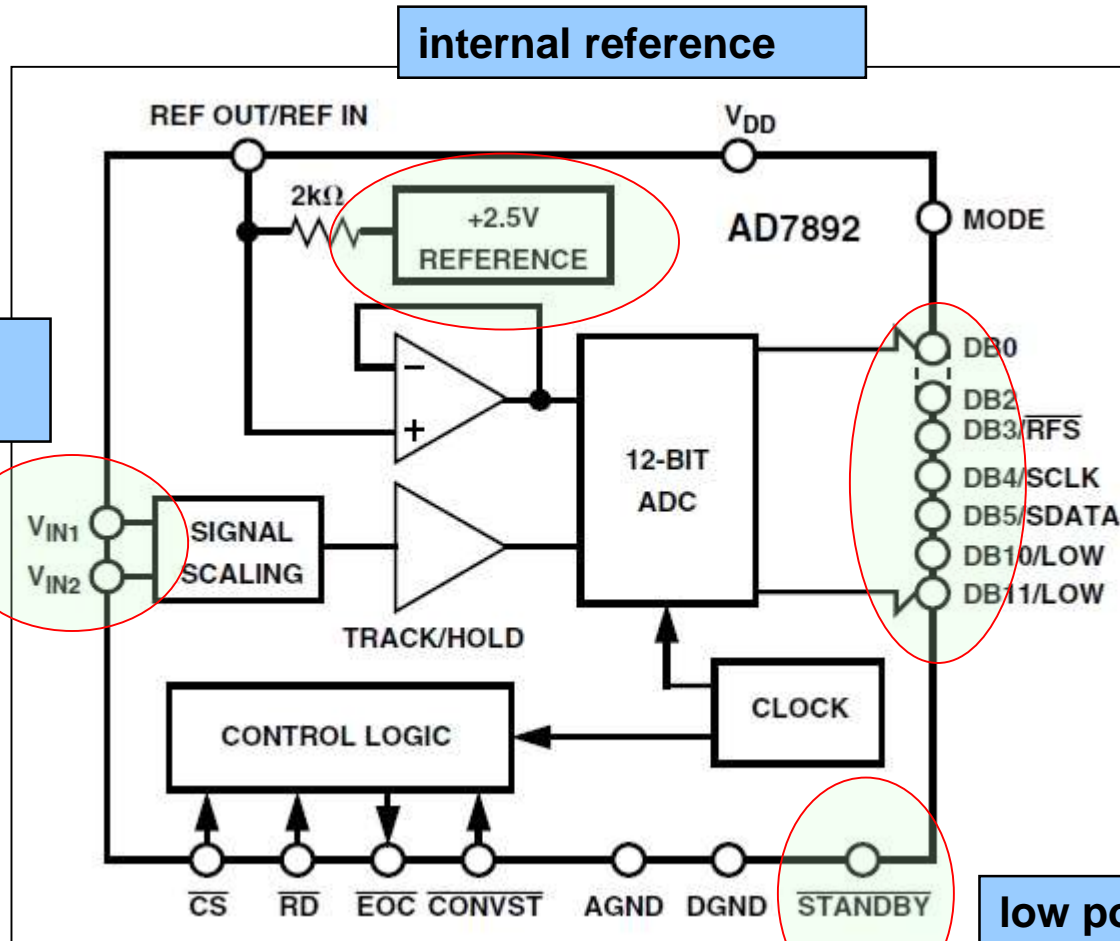 internal reference
REF OUT/REF IN
VDD
2kΩ
+2.5V
REFERENCE
AD7892
MODE
DB0
DB2
DB3/RFS
DB4/SCLK
DB5/SDATA
DB10/LOW
DB11/LOW
−
+
12-BIT
ADC
VIN1
VIN2
SIGNAL
SCALING
TRACK/HOLD
CLOCK
CONTROL LOGIC
CS RD EOC CONVST AGND DGND STANDBY
low